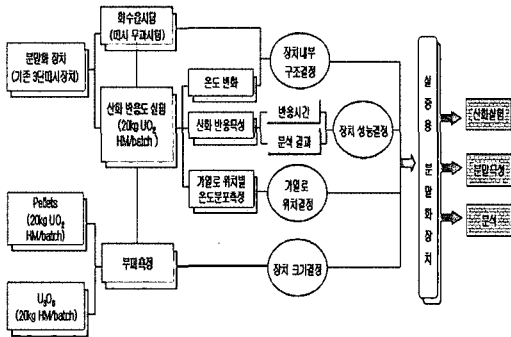 분말화 장치
(기존 3단메시장치)
회수율시험
(메시 무과시험)
산화 반응도 실험
(20kg UO₂
HM/batch)
온도 변화
산화 반응특성
반응시간
분석 결과
가열로 위치별
온도분포측정
장치내부
구조결정
장치 성능결정
가열로
위치결정
Pellets
(20kg UO₂
HM/batch)
U₃O₈
(20kg HM/batch)
부피측정
장치 크기결정
실증용 분말화장치
산화실험
분말특성
분석